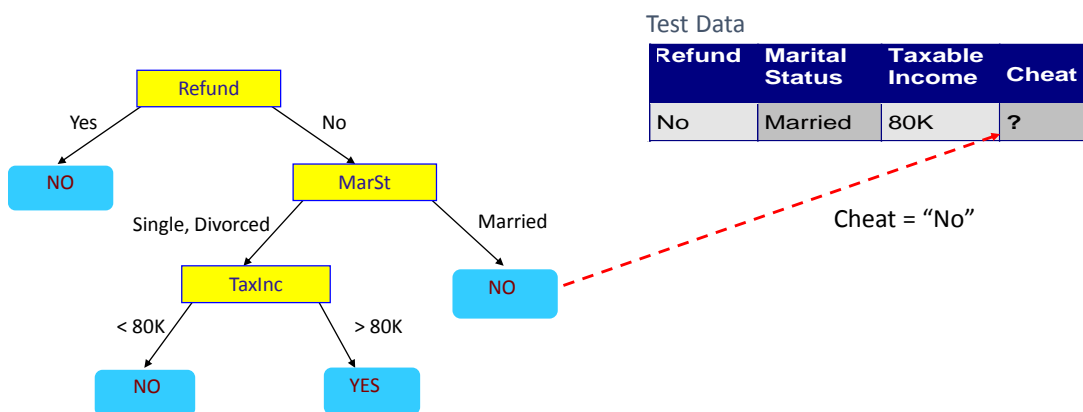 Test Data
Refund Marital Status Taxable Income Cheat
No Married 80K ?
Refund
Yes No
NO MarSt
Single, Divorced Married
TaxInc NO
Cheat = “No”
< 80K > 80K
NO YES